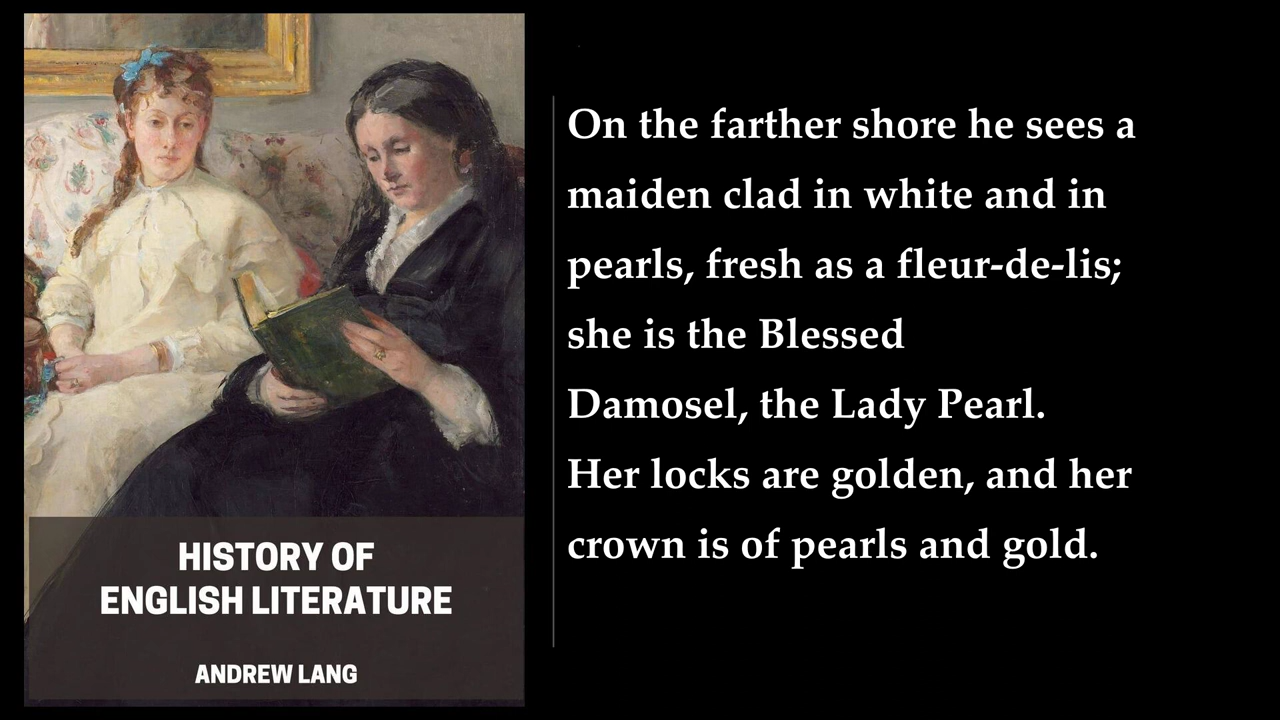 HISTORY OF
ENGLISH LITERATURE
ANDREW LANG
On the farther shore he sees a
maiden clad in white and in
pearls, fresh as a fleur-de-lis;
she is the Blessed
Damosel, the Lady Pearl.
Her locks are golden, and her
crown is of pearls and gold.